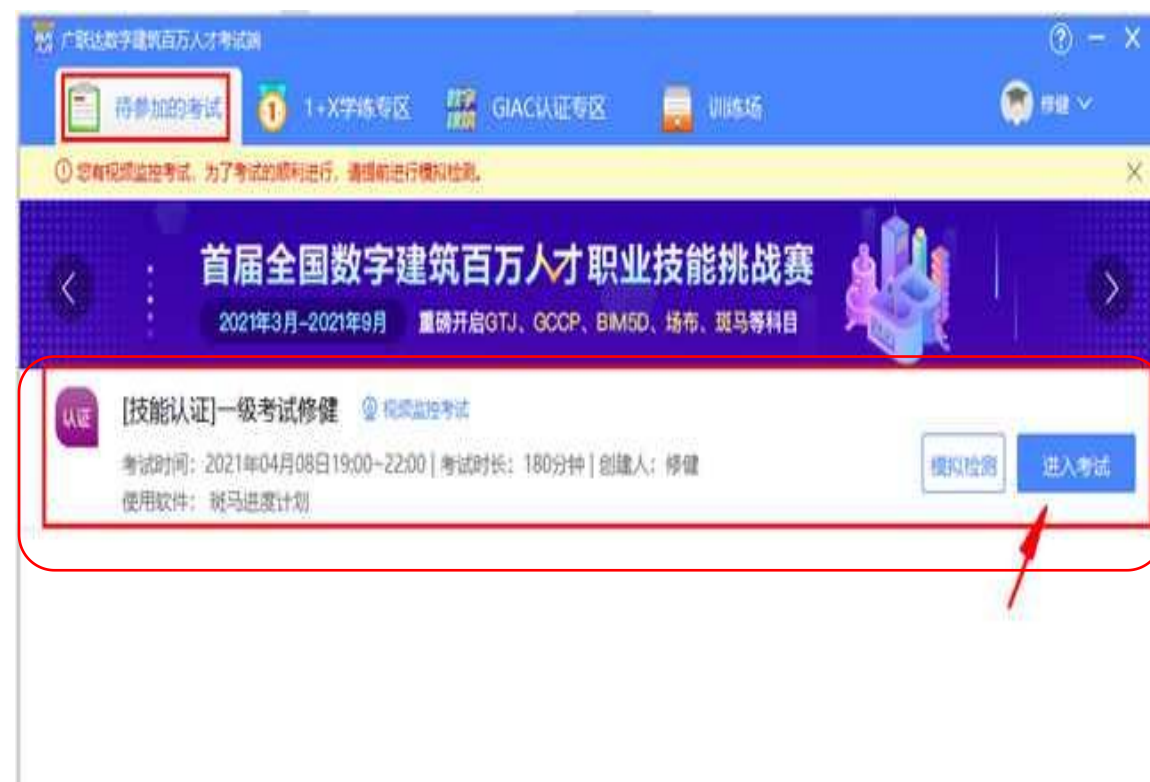 广联达数字建筑百万人才考试端
待参加的考试 1+X学练专区 GIAC认证专区 训练场 修健
您有视频监控考试，为了考试的顺利进行，请提前进行模拟检测。
首届全国数字建筑百万人才职业技能挑战赛
2021年3月-2021年9月 重磅开启GTJ、GCCP、BIM5D、场布、斑马等科目
认证 [技能认证]一级考试修健 视频监控考试
考试时间：2021年04月08日19:00~22:00 | 考试时长：180分钟 | 创建人：修健
模拟检测 进入考试
使用软件： 斑马进度计划